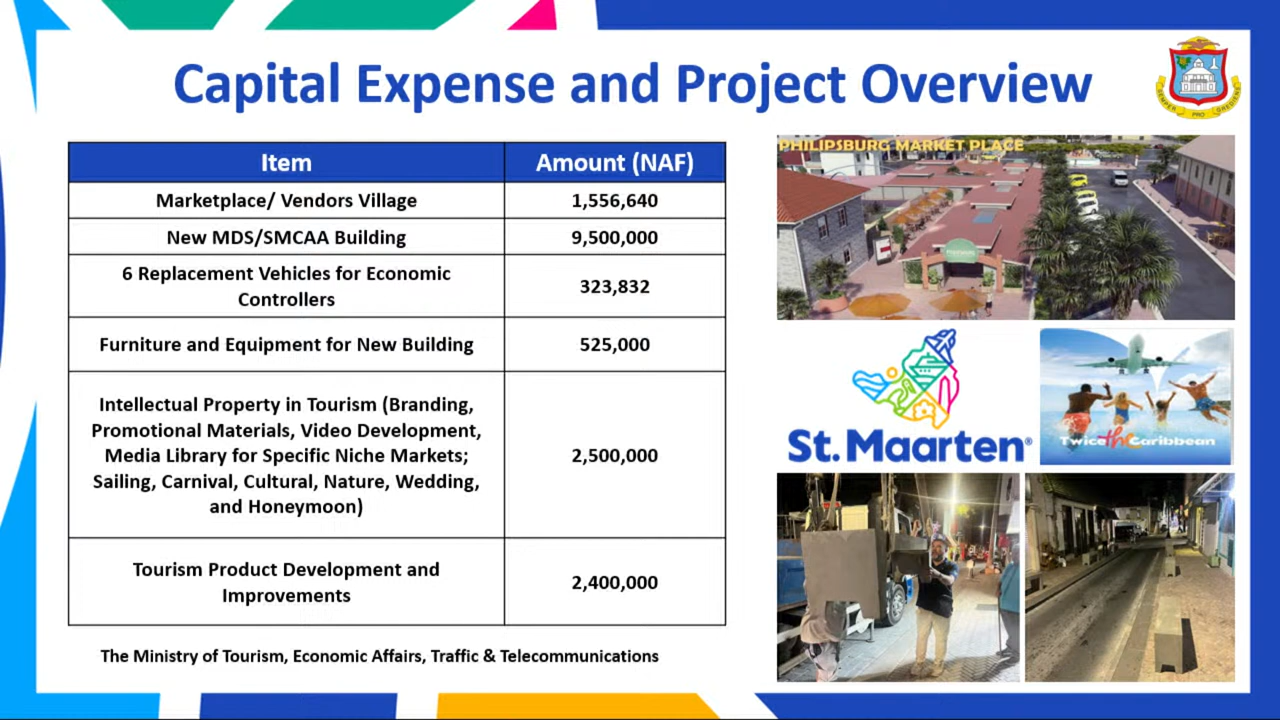 Capital Expense and Project Overview
SEMPER PRO GREDIENS
Item
Amount (NAF)
Marketplace/ Vendors Village
1,556,640
New MDS/SMCAA Building
9,500,000
6 Replacement Vehicles for Economic
Controllers
323,832
Furniture and Equipment for New Building
525,000
Intellectual Property in Tourism (Branding,
Promotional Materials, Video Development,
Media Library for Specific Niche Markets;
Sailing, Carnival, Cultural, Nature, Wedding,
and Honeymoon)
2,500,000
Tourism Product Development and
Improvements
2,400,000
The Ministry of Tourism, Economic Affairs, Traffic & Telecommunications
PHILIPSBURG MARKET PLACE
St. Maarten®
Twice the Caribbean